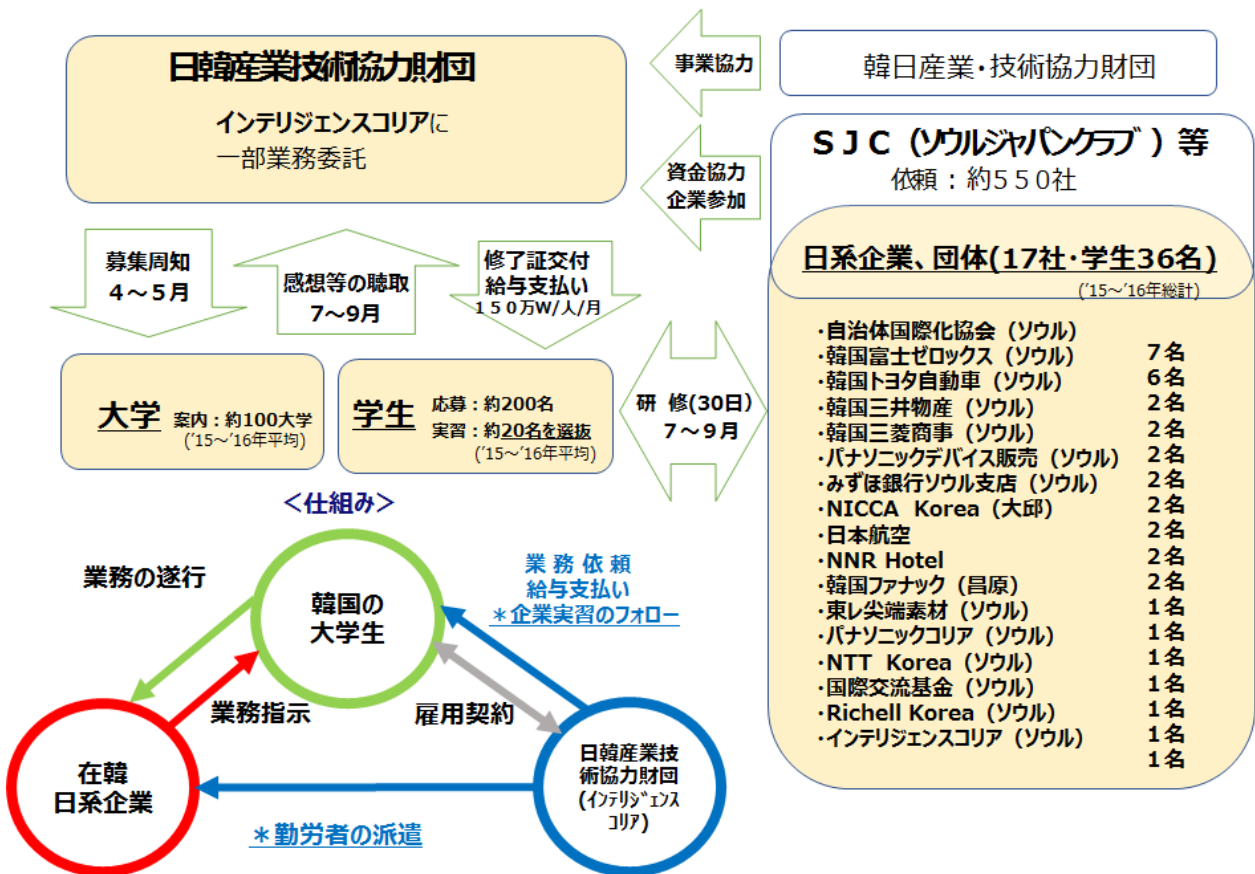 日韓産業技術協力財団
インテリジェンスコリアに
一部業務委託
事業協力
韓日産業・技術協力財団
資金協力
企業参加
ＳＪＣ（ソウルジャパンクラブ）等
依頼：約５５０社
日系企業、団体(17社・学生36名)
('15～'16年総計)
・自治体国際化協会（ソウル）
・韓国富士ゼロックス（ソウル）
・韓国トヨタ自動車（ソウル）
・韓国三井物産（ソウル）
・韓国三菱商事（ソウル）
・パナソニックデバイス販売（ソウル）
・みずほ銀行ソウル支店（ソウル）
・NICCA Korea（大邱）
・日本航空
・NNR Hotel
・韓国ファナック（昌原）
・東レ尖端素材（ソウル）
・パナソニックコリア（ソウル）
・NTT Korea（ソウル）
・国際交流基金（ソウル）
・Richell Korea（ソウル）
・インテリジェンスコリア（ソウル）
7名
6名
2名
2名
2名
2名
2名
2名
2名
2名
1名
1名
1名
1名
1名
1名
1名
募集周知
４～５月
感想等の聴取
7～9月
修了証交付
給与支払い
１５０万W/人/月
大学 案内：約100大学
('15～'16年平均)
学生 応募：約200名
実習：約20名を選抜
('15～'16年平均)
研 修(30日)
７～９月
＜仕組み＞
業務の遂行
韓国の
大学生
業 務 依 頼
給与支払い
＊企業実習のフォロー
業務指示
雇用契約
在韓
日系企業
日韓産業技
術協力財団
(ｲﾝﾃﾘｼﾞｪﾝｽ
ｺﾘｱ)
＊勤労者の派遣